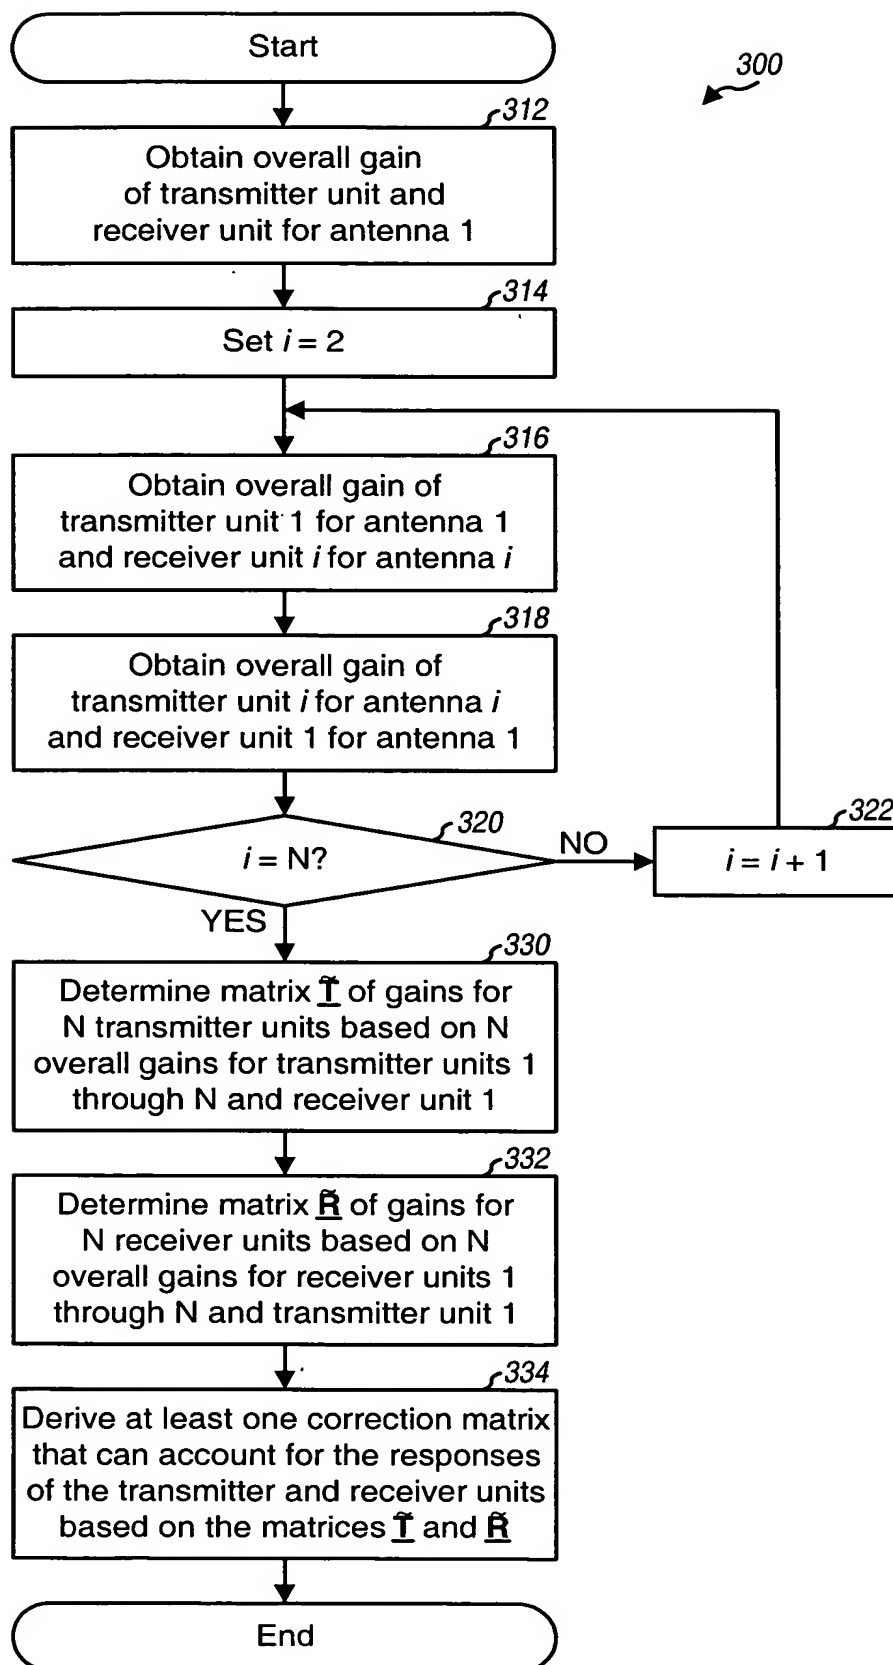 Start
300
312
Obtain overall gain
of transmitter unit and
receiver unit for antenna 1
314
Set i = 2
316
Obtain overall gain of
transmitter unit 1 for antenna 1
and receiver unit i for antenna i
318
Obtain overall gain of
transmitter unit i for antenna i
and receiver unit 1 for antenna 1
320
i = N?
NO
322
i = i + 1
YES
330
Determine matrix T̃ of gains for
N transmitter units based on N
overall gains for transmitter units 1
through N and receiver unit 1
332
Determine matrix R̃ of gains for
N receiver units based on N
overall gains for receiver units 1
through N and transmitter unit 1
334
Derive at least one correction matrix
that can account for the responses
of the transmitter and receiver units
based on the matrices T̃ and R̃
End